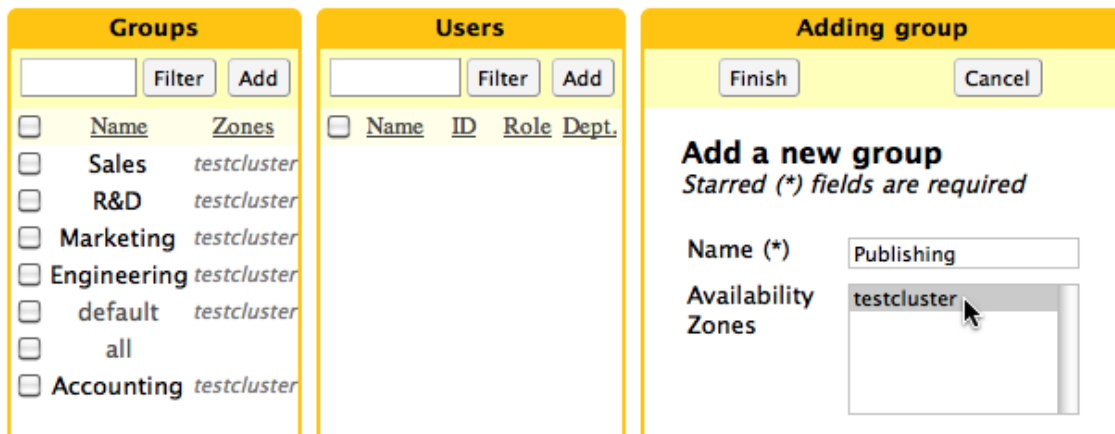 Groups
Filter Add
Name Zones
Sales testcluster
R&D testcluster
Marketing testcluster
Engineering testcluster
default testcluster
all
Accounting testcluster
Users
Filter Add
Name ID Role Dept.
Adding group
Finish Cancel
Add a new group
Starred (*) fields are required
Name (*) Publishing
Availability Zones testcluster